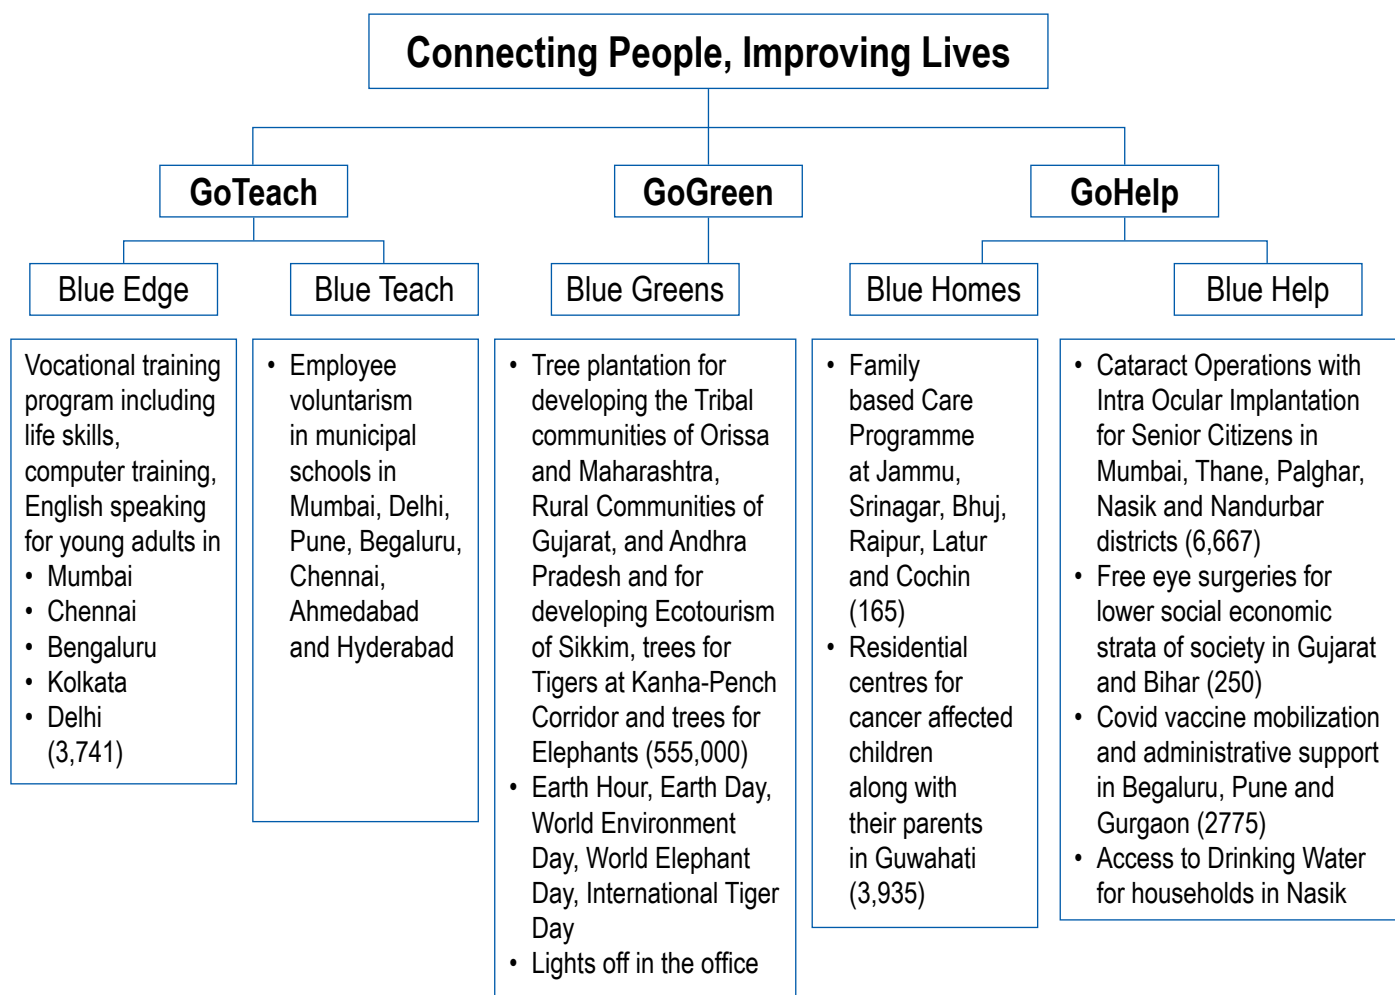 Connecting People, Improving Lives
GoTeach
GoGreen
GoHelp
Blue Edge
Blue Teach
Blue Greens
Blue Homes
Blue Help
Vocational training
program including
life skills,
computer training,
English speaking
for young adults in
• Mumbai
• Chennai
• Bengaluru
• Kolkata
• Delhi
(3,741)
• Employee
voluntarism
in municipal
schools in
Mumbai, Delhi,
Pune, Begaluru,
Chennai,
Ahmedabad
and Hyderabad
• Tree plantation for
developing the Tribal
communities of Orissa
and Maharashtra,
Rural Communities of
Gujarat, and Andhra
Pradesh and for
developing Ecotourism
of Sikkim, trees for
Tigers at Kanha-Pench
Corridor and trees for
Elephants (555,000)
• Earth Hour, Earth Day,
World Environment
Day, World Elephant
Day, International Tiger
Day
• Lights off in the office
• Family
based Care
Programme
at Jammu,
Srinagar, Bhuj,
Raipur, Latur
and Cochin
(165)
• Residential
centres for
cancer affected
children
along with
their parents
in Guwahati
(3,935)
• Cataract Operations with
Intra Ocular Implantation
for Senior Citizens in
Mumbai, Thane, Palghar,
Nasik and Nandurbar
districts (6,667)
• Free eye surgeries for
lower social economic
strata of society in Gujarat
and Bihar (250)
• Covid vaccine mobilization
and administrative support
in Begaluru, Pune and
Gurgaon (2775)
• Access to Drinking Water
for households in Nasik